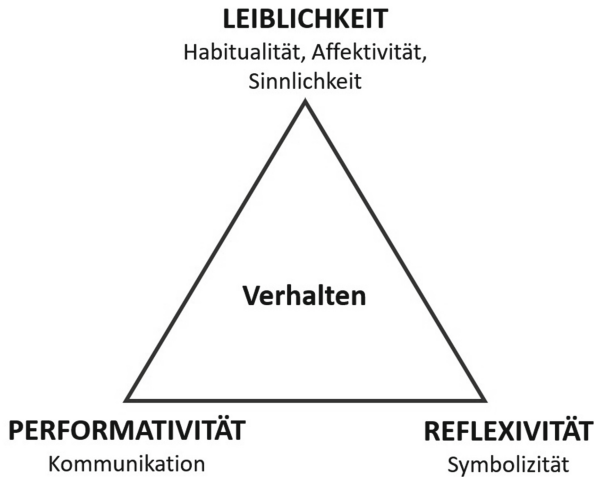 LEIBLICHKEIT
Habitualität, Affektivität,
Sinnlichkeit
Verhalten
PERFORMATIVITÄT
Kommunikation
REFLEXIVITÄT
Symbolizität